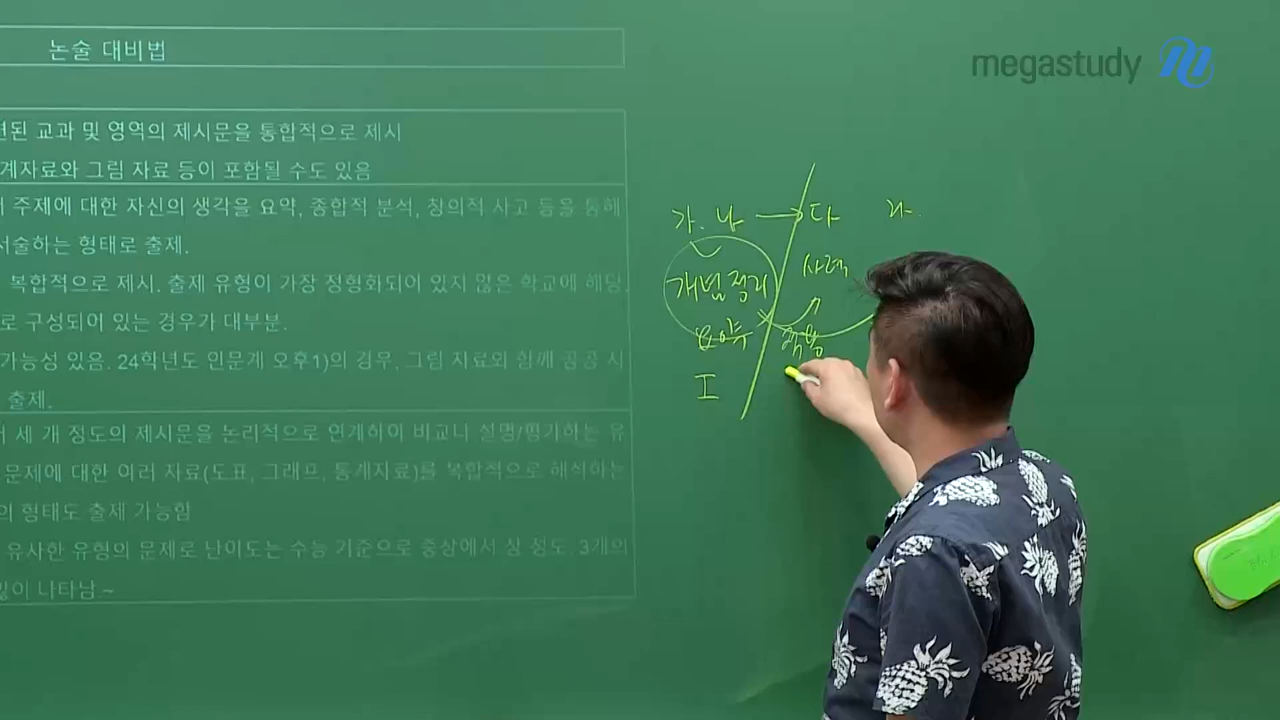 논술 대비법
megastudy
된 교과 및 영역의 제시문을 통합적으로 제시
계자료와 그림 자료 등이 포함될 수도 있음
주제에 대한 자신의 생각을 요약, 종합적 분석, 창의적 사고 등을 통해
서술하는 형태로 출제.
복합적으로 제시. 출제 유형이 가장 정형화되어 있지 않은 학교에 해당.
로 구성되어 있는 경우가 대부분.
가능성 있음. 24학년도 인문계 오후1)의 경우, 그림 자료와 함께 공공 시
출제.
세 개 정도의 제시문을 논리적으로 연계하여 비교나 설명/평가하는 유
문제에 대한 여러 자료(도표, 그래프, 통계자료)를 복합적으로 해석하는
의 형태도 출제 가능함
유사한 유형의 문제로 난이도는 수능 기준으로 중상에서 상 정도. 3개의
이 나타남.~
가. 나 → 다 라.
개념정리 사례
요약 적용
I